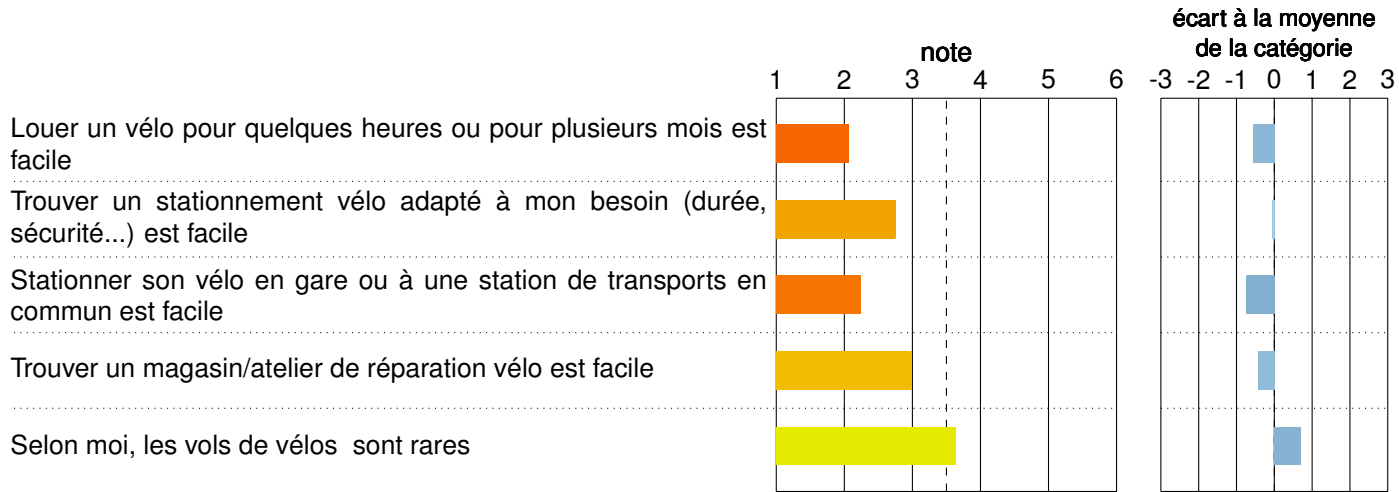 écart à la moyenne
de la catégorie
note
1 2 3 4 5 6
-3 -2 -1 0 1 2 3
Louer un vélo pour quelques heures ou pour plusieurs mois est
facile
Trouver un stationnement vélo adapté à mon besoin (durée,
sécurité...) est facile
Stationner son vélo en gare ou à une station de transports en
commun est facile
Trouver un magasin/atelier de réparation vélo est facile
Selon moi, les vols de vélos sont rares